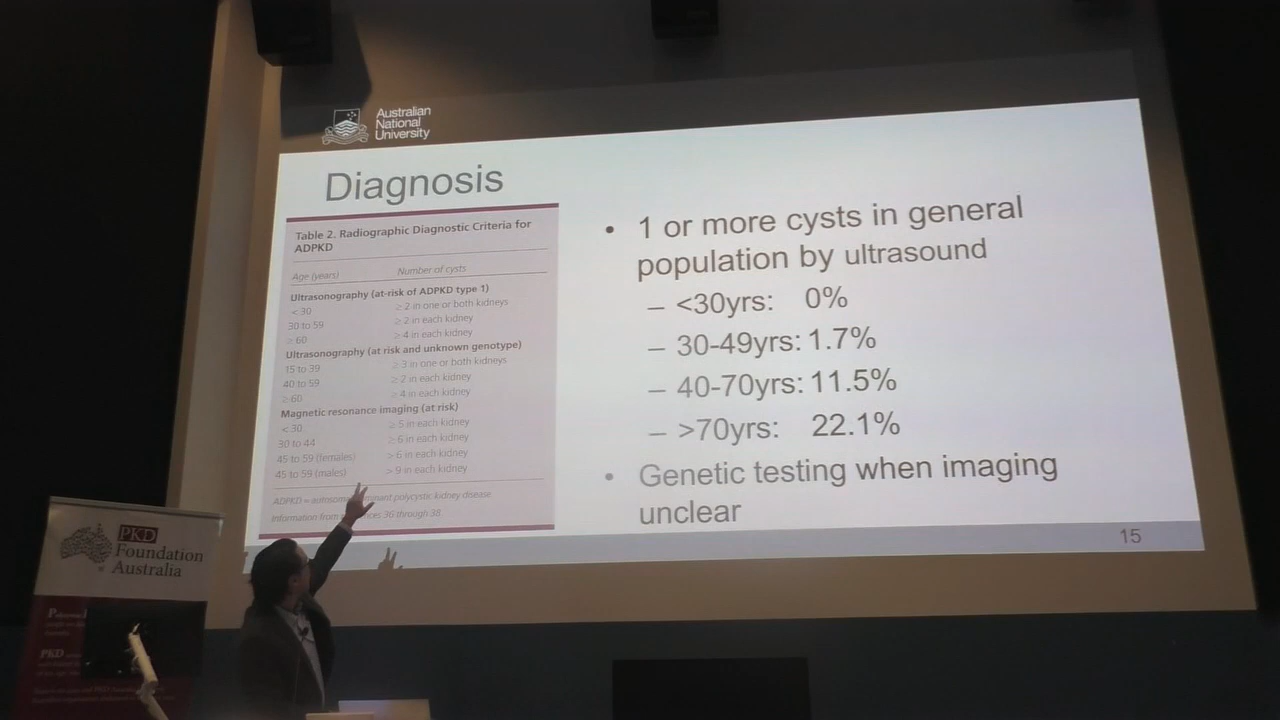 Australian
National
University
Diagnosis
Table 2. Radiographic Diagnostic Criteria for
ADPKD
Age (years) Number of cysts
Ultrasonography (at-risk of ADPKD type 1)
< 30 ≥ 2 in one or both kidneys
30 to 59 ≥ 2 in each kidney
≥ 60 ≥ 4 in each kidney
Ultrasonography (at risk and unknown genotype)
15 to 39 ≥ 3 in one or both kidneys
40 to 59 ≥ 2 in each kidney
≥ 60 ≥ 4 in each kidney
Magnetic resonance imaging (at risk)
< 30 ≥ 5 in each kidney
30 to 44 ≥ 6 in each kidney
45 to 59 (females) > 6 in each kidney
45 to 59 (males) > 9 in each kidney
ADPKD = polycystic kidney disease.
Information from 36 through 38.
• 1 or more cysts in general
population by ultrasound
– <30yrs: 0%
– 30-49yrs: 1.7%
– 40-70yrs: 11.5%
– >70yrs: 22.1%
• Genetic testing when imaging
unclear
15
PKD
Foundation
Australia
PKD